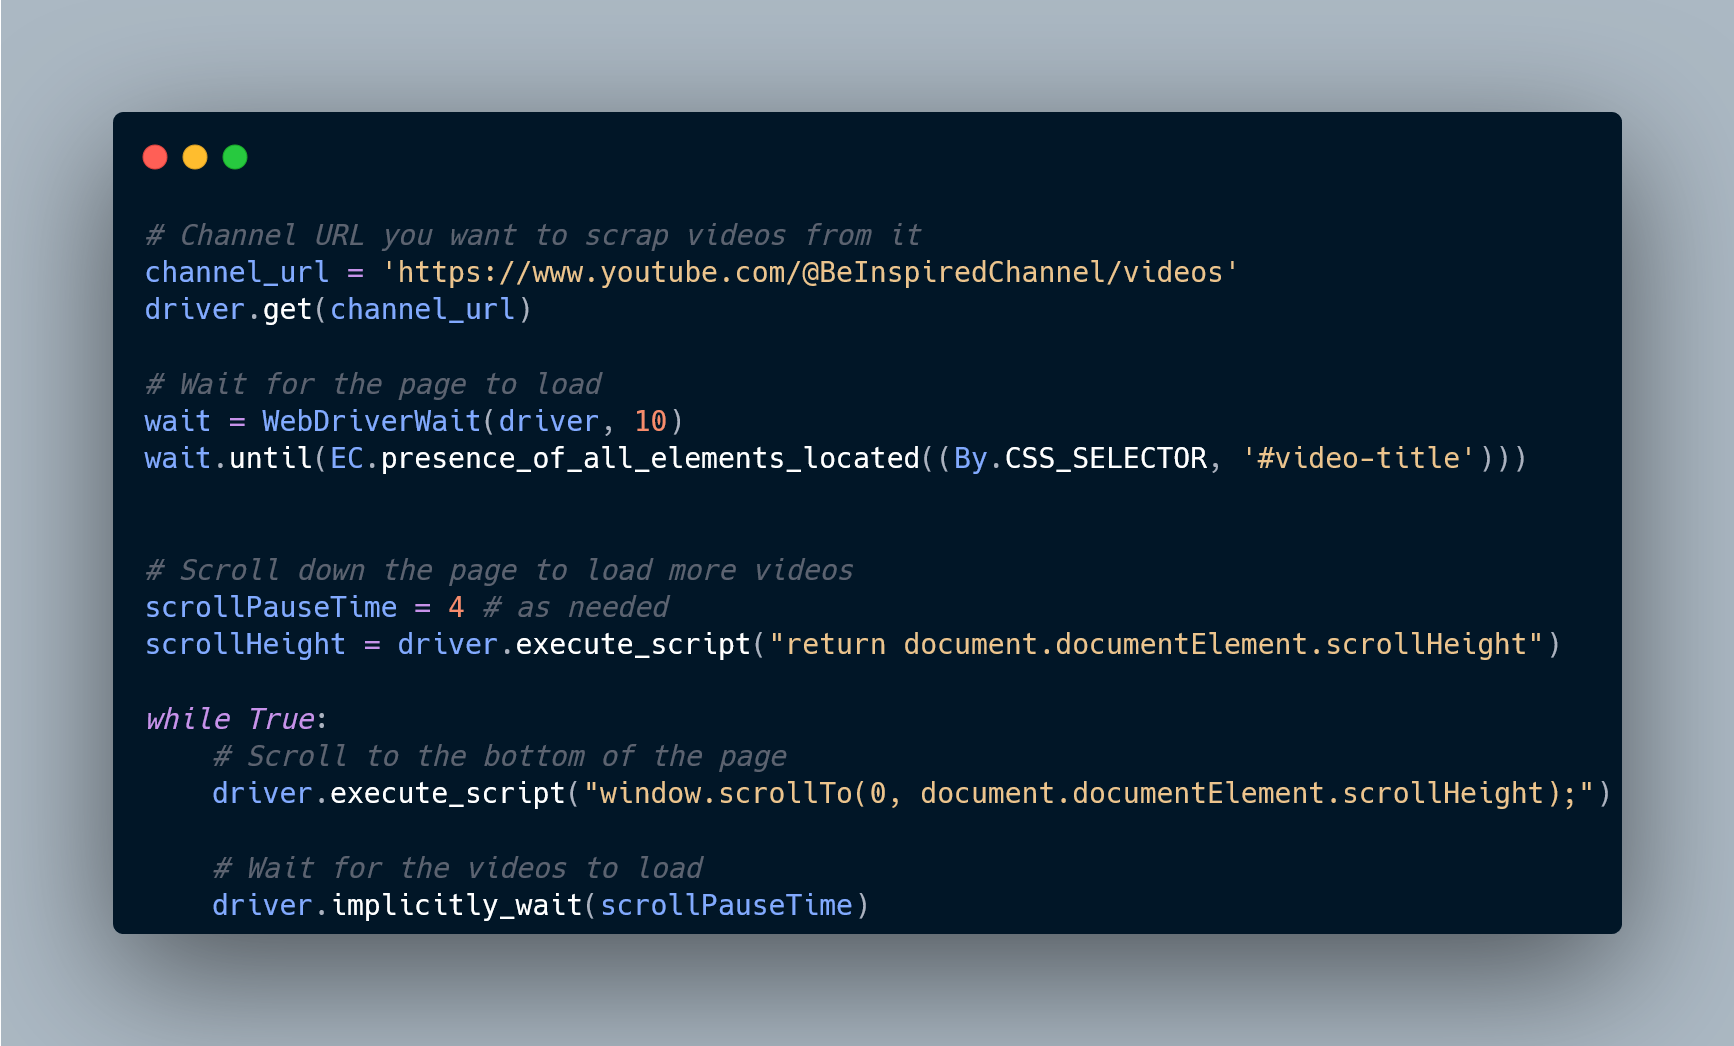 # Channel URL you want to scrap videos from it
channel_url = 'https://www.youtube.com/@BeInspiredChannel/videos'
driver.get(channel_url)
# Wait for the page to load
wait = WebDriverWait(driver, 10)
wait.until(EC.presence_of_all_elements_located((By.CSS_SELECTOR, '#video-title')))
# Scroll down the page to load more videos
scrollPauseTime = 4 # as needed
scrollHeight = driver.execute_script("return document.documentElement.scrollHeight")
while True:
    # Scroll to the bottom of the page
    driver.execute_script("window.scrollTo(0, document.documentElement.scrollHeight);")
    # Wait for the videos to load
    driver.implicitly_wait(scrollPauseTime)